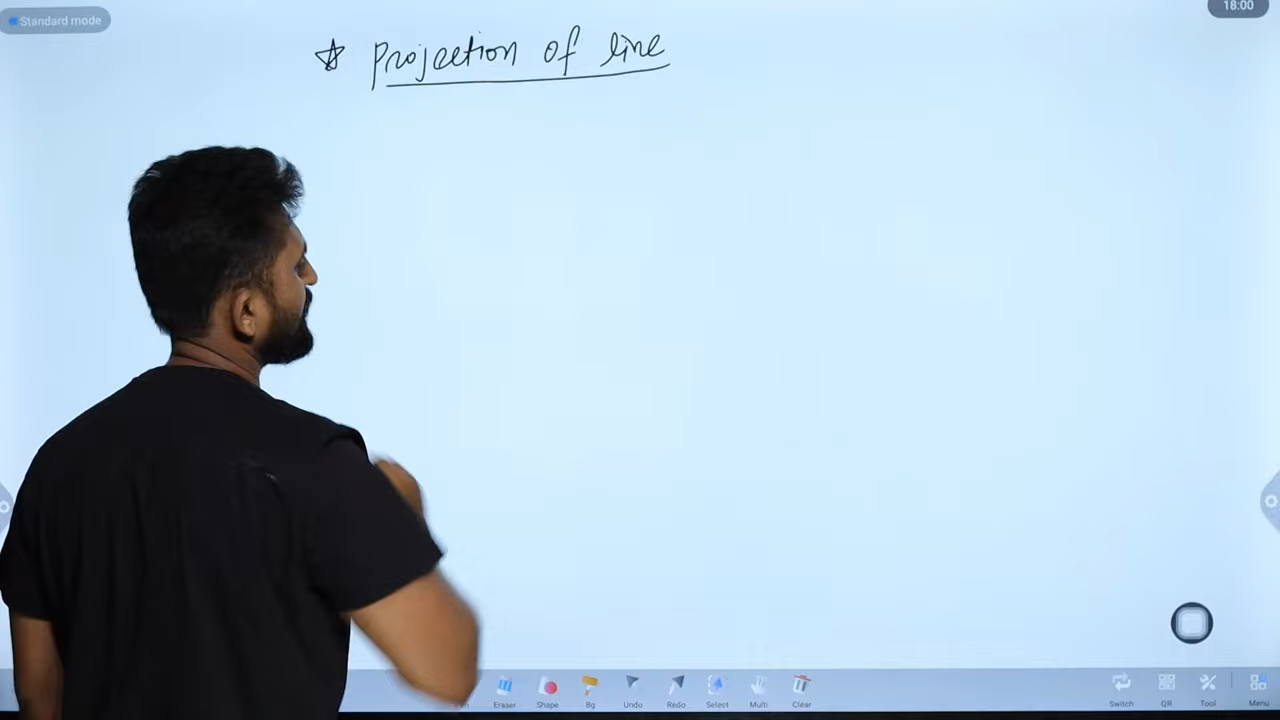 Standard mode
18:00
☆ Projection of line
Eraser Shape Bg Undo Redo Select Multi Clear Switch QR Tool Menu